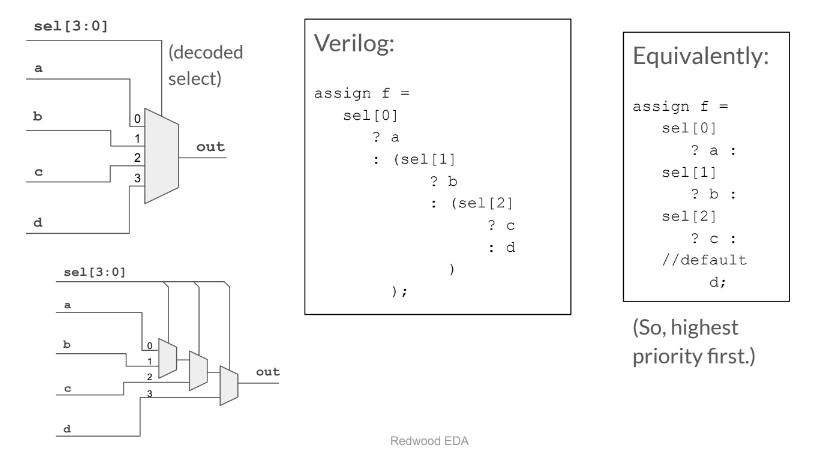 sel[3:0]
(decoded
select)
a
b
c
d
0
1
2
3
out
sel[3:0]
a
b
c
d
0
1
2
3
out
Verilog:
assign f =
sel[0]
? a
: (sel[1]
? b
: (sel[2]
? c
: d
)
);
Equivalently:
assign f =
sel[0]
? a :
sel[1]
? b :
sel[2]
? c :
//default
d;
(So, highest
priority first.)
Redwood EDA